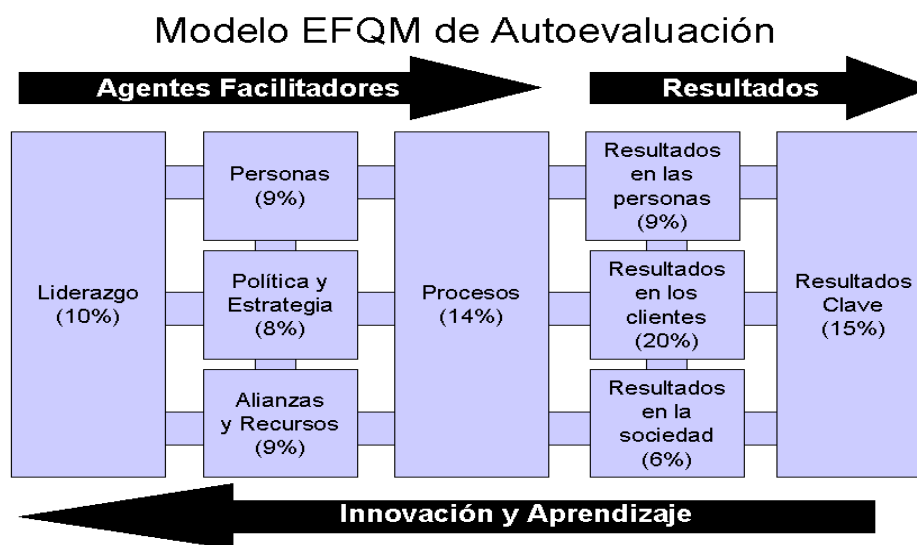 Modelo EFQM de Autoevaluación
Agentes Facilitadores
Resultados
Liderazgo
(10%)
Personas
(9%)
Política y
Estrategia
(8%)
Alianzas
y Recursos
(9%)
Procesos
(14%)
Resultados
en las
personas
(9%)
Resultados
en los
clientes
(20%)
Resultados
en la
sociedad
(6%)
Resultados
Clave
(15%)
Innovación y Aprendizaje